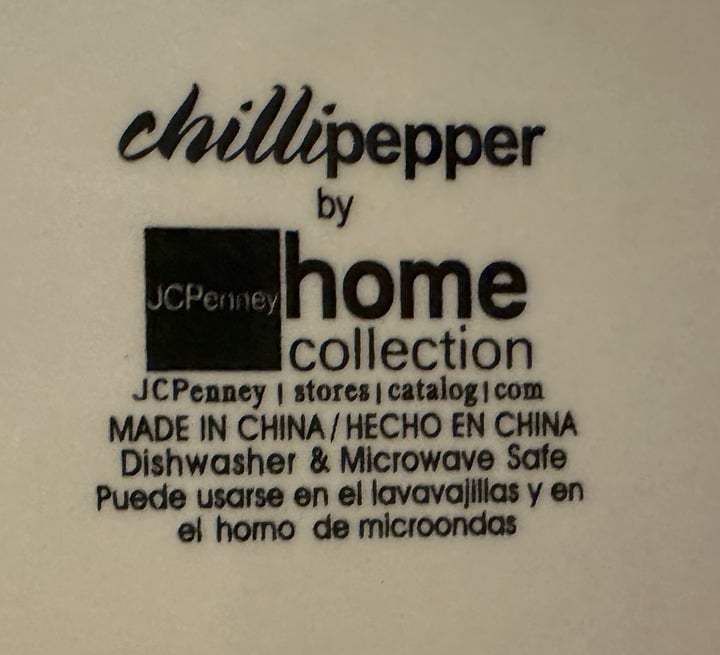 chillipepper
by
JCPenney home
collection
JCPenney | stores | catalog | com
MADE IN CHINA / HECHO EN CHINA
Dishwasher & Microwave Safe
Puede usarse en el lavavajillas y en
el horno de microondas